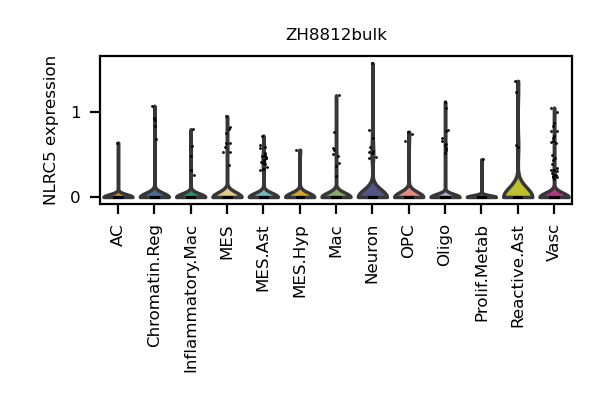 ZH8812bulk
NLRC5 expression
1
0
AC
Chromatin.Reg
Inflammatory.Mac
MES
MES.Ast
MES.Hyp
Mac
Neuron
OPC
Oligo
Prolif.Metab
Reactive.Ast
Vasc